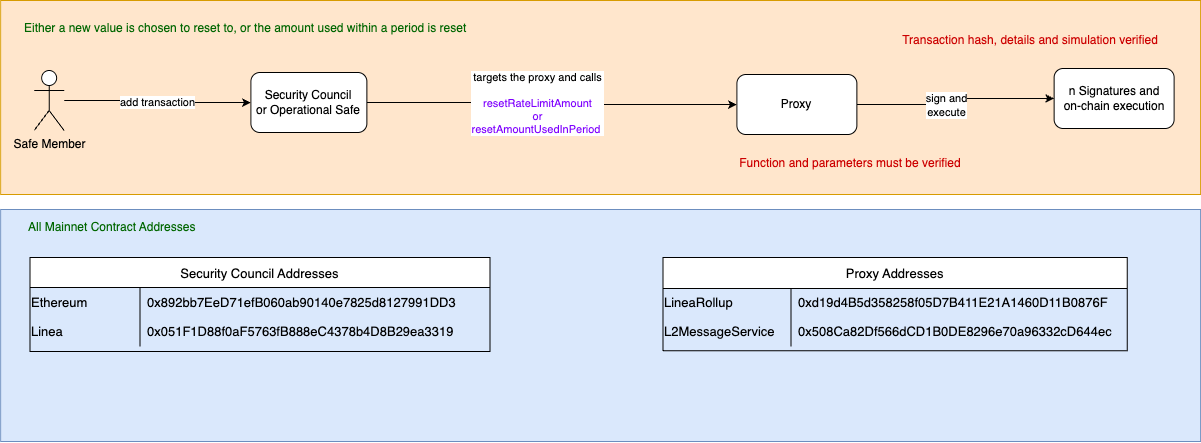 Either a new value is chosen to reset to, or the amount used within a period is reset
Transaction hash, details and simulation verified
Safe Member
add transaction
Security Council
or Operational Safe
targets the proxy and calls
resetRateLimitAmount
or
resetAmountUsedInPeriod
Proxy
sign and
execute
n Signatures and
on-chain execution
Function and parameters must be verified
All Mainnet Contract Addresses
Security Council Addresses
Ethereum 0x892bb7EeD71efB060ab90140e7825d8127991DD3
Linea 0x051F1D88f0aF5763fB888eC4378b4D8B29ea3319
Proxy Addresses
LineaRollup 0xd19d4B5d358258f05D7B411E21A1460D11B0876F
L2MessageService 0x508Ca82Df566dCD1B0DE8296e70a96332cD644ec